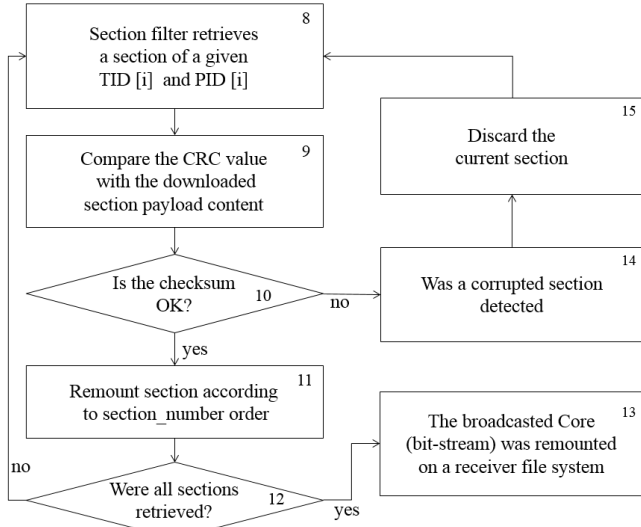 8
Section filter retrieves
a section of a given
TID [i] and PID [i]
9
Compare the CRC value
with the downloaded
section payload content
Is the checksum
OK?
10
no
yes
11
Remount section according
to section_number order
no
Were all sections
retrieved?
12
yes
15
Discard the
current section
14
Was a corrupted section
detected
13
The broadcasted Core
(bit-stream) was remounted
on a receiver file system